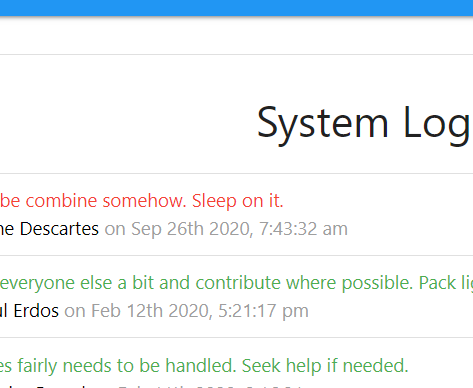 System Log
be combine somehow. Sleep on it.
ne Descartes on Sep 26th 2020, 7:43:32 am
everyone else a bit and contribute where possible. Pack lig
ul Erdos on Feb 12th 2020, 5:21:17 pm
es fairly needs to be handled. Seek help if needed.